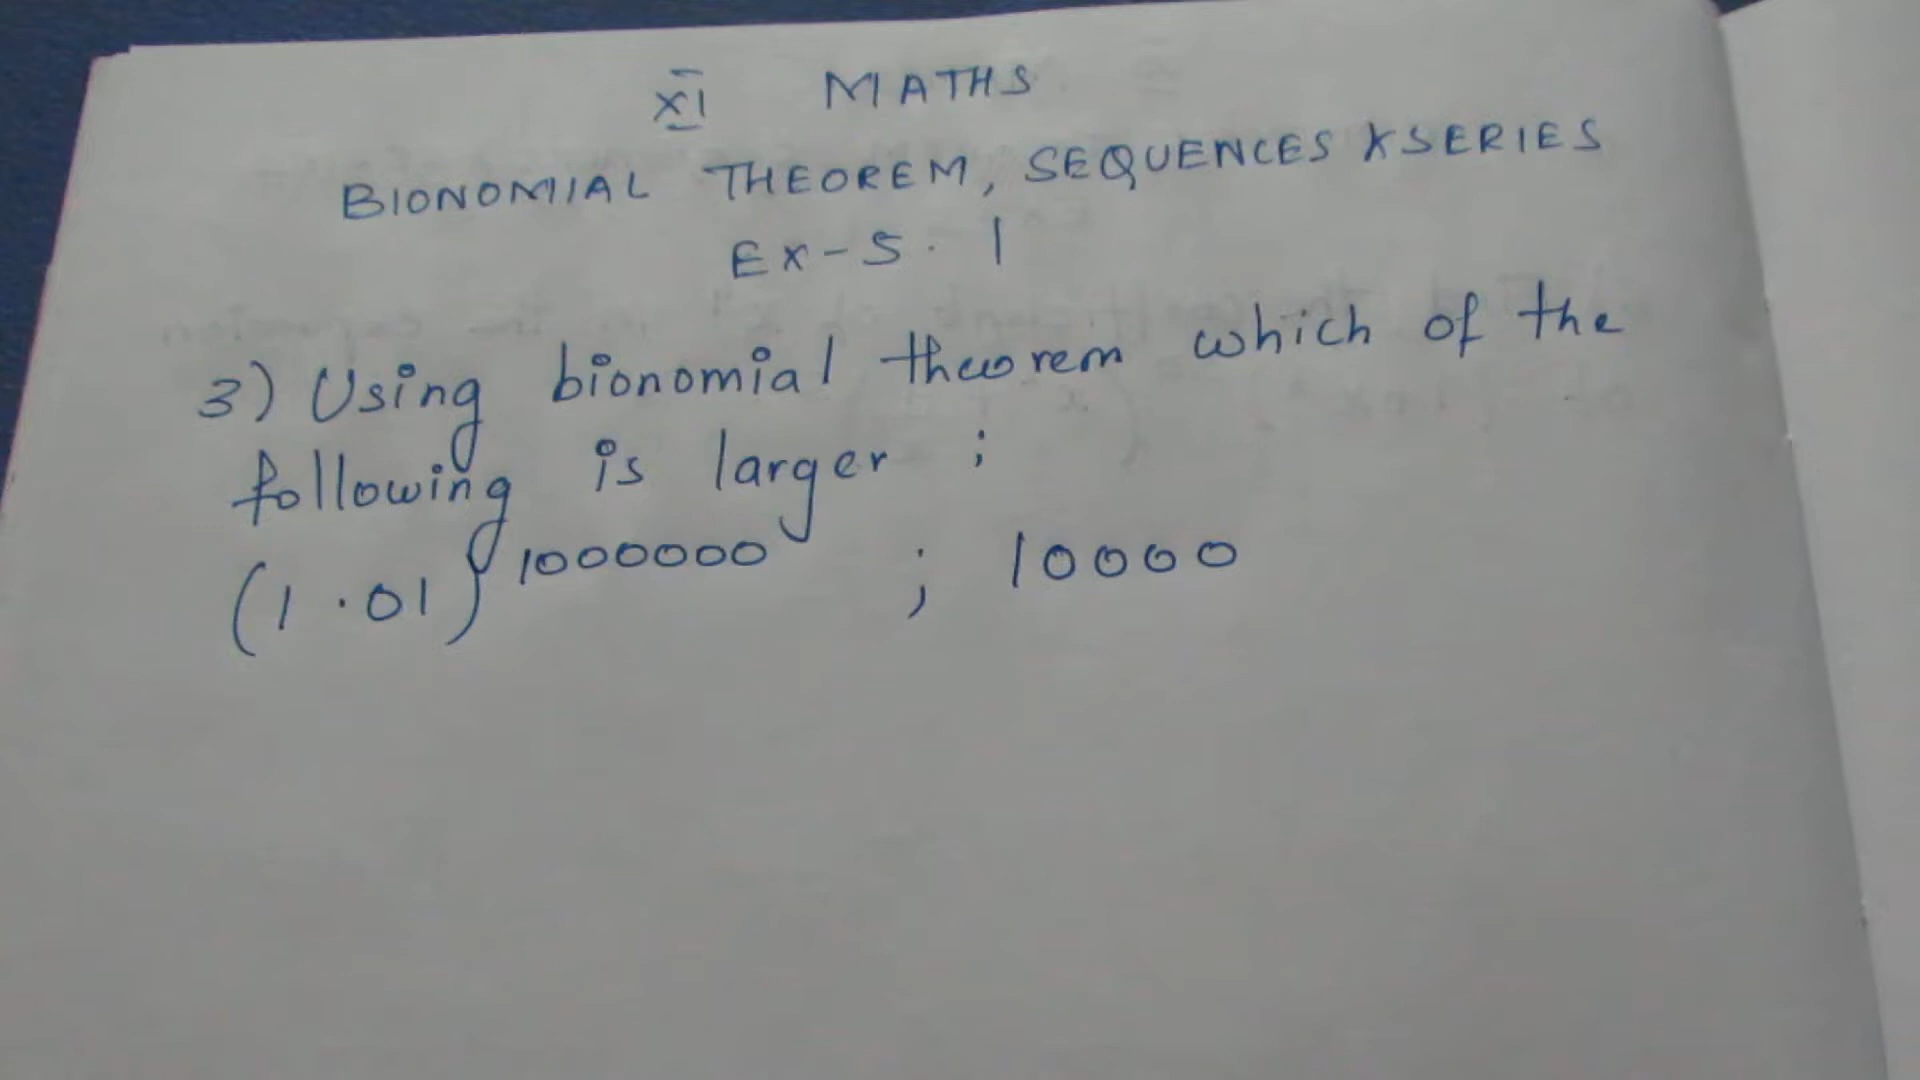 XI MATHS
BIONOMIAL THEOREM, SEQUENCES & SERIES
Ex-5.1
3) Using bionomial theorem which of the
following is larger ;
(1.01)^1000000 ; 10000